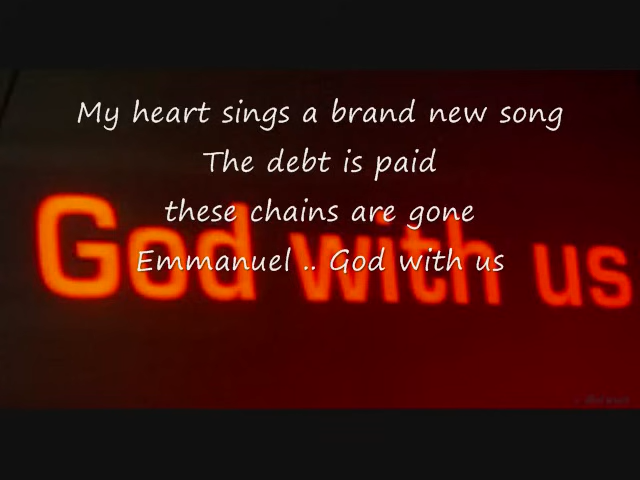 My heart sings a brand new song
The debt is paid
these chains are gone
Emmanuel .. God with us
God with us